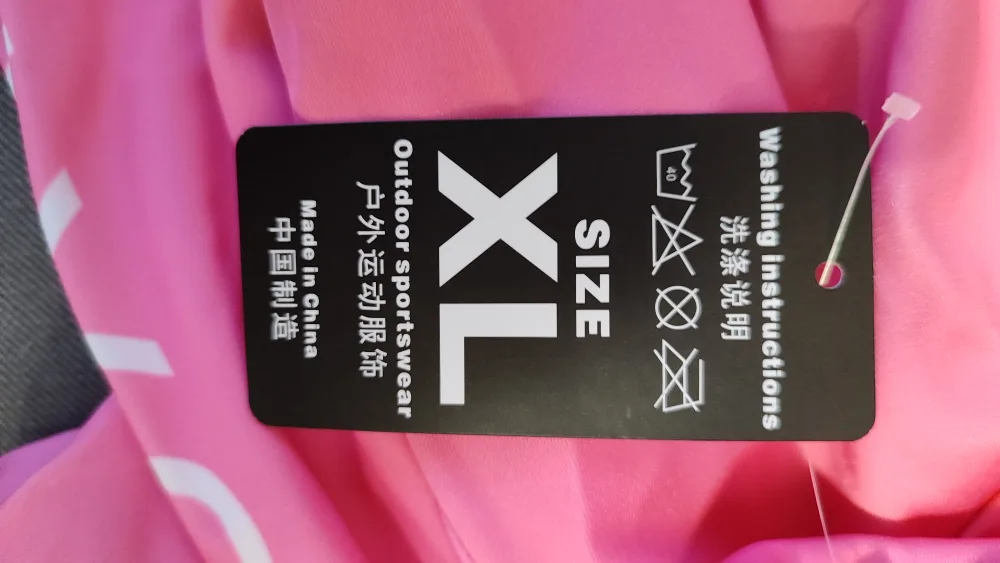 Washing instructions
洗涤说明
40
SIZE
XL
Outdoor sportswear
户外运动服饰
Made in China
中国制造